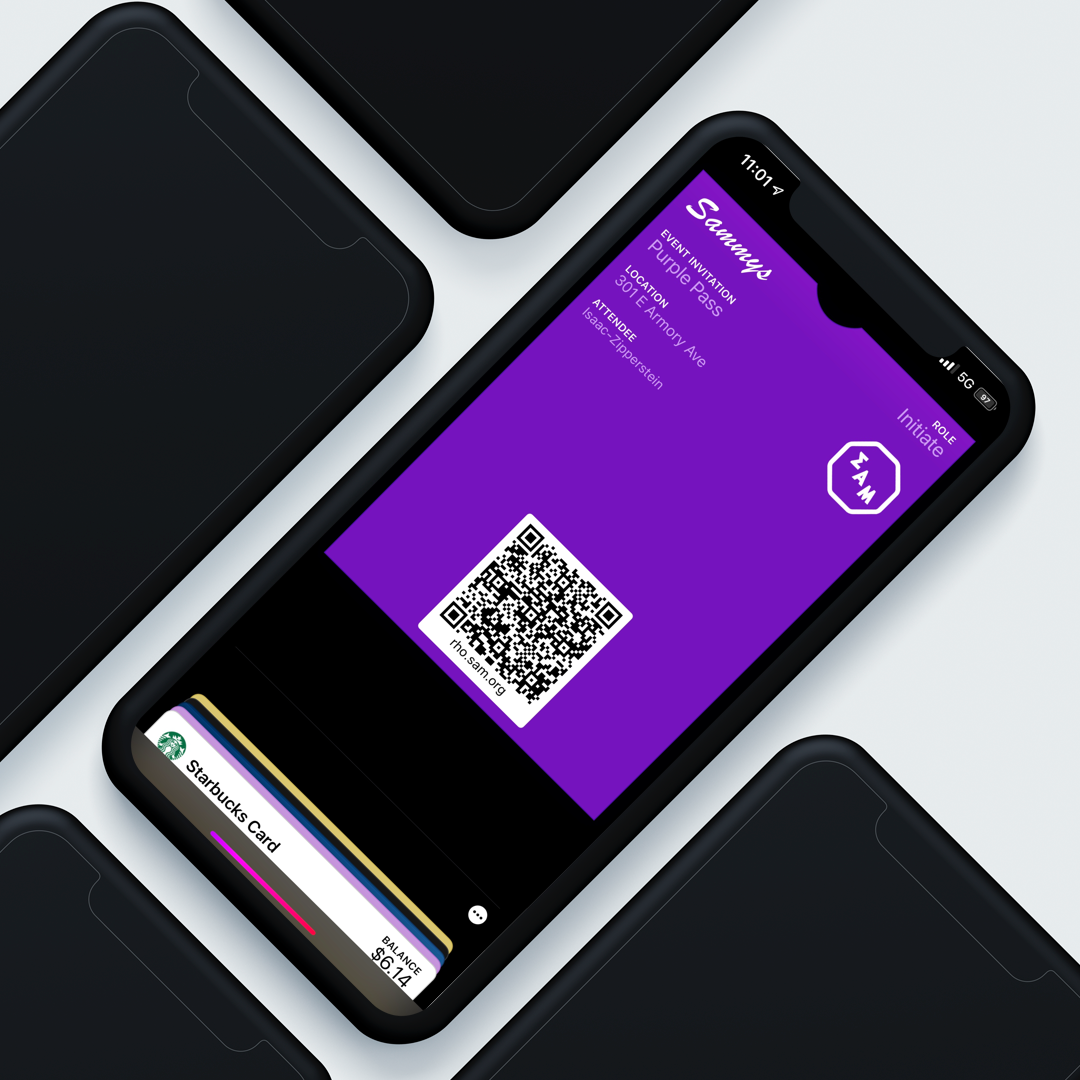 11:01
5G
97
Sammys
EVENT INVITATION
Purple Pass
LOCATION
301 E Armory Ave
ATTENDEE
Isaac-Zipperstein
ROLE
Initiate
ΣAM
rho.sam.org
Starbucks Card
BALANCE
$6.14